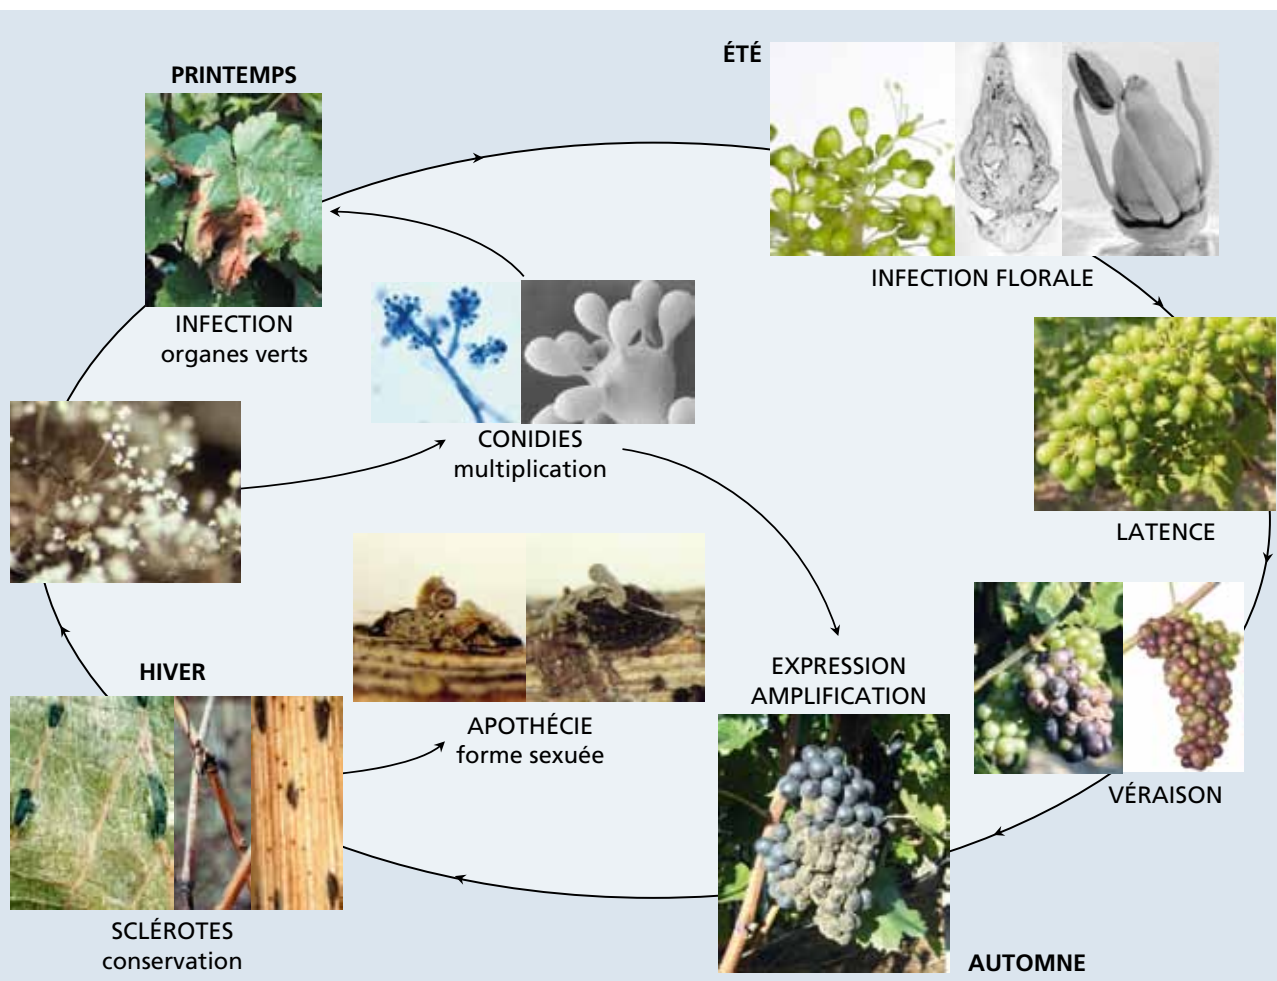 PRINTEMPS
INFECTION
organes verts
ÉTÉ
INFECTION FLORALE
LATENCE
VÉRAISON
CONIDIES
multiplication
APOTHÉCIE
forme sexuée
EXPRESSION
AMPLIFICATION
AUTOMNE
HIVER
SCLÉROTES
conservation